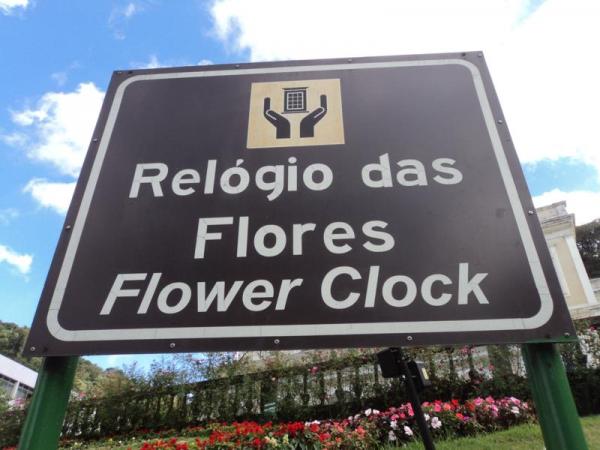 Relógio das
Flores
Flower Clock